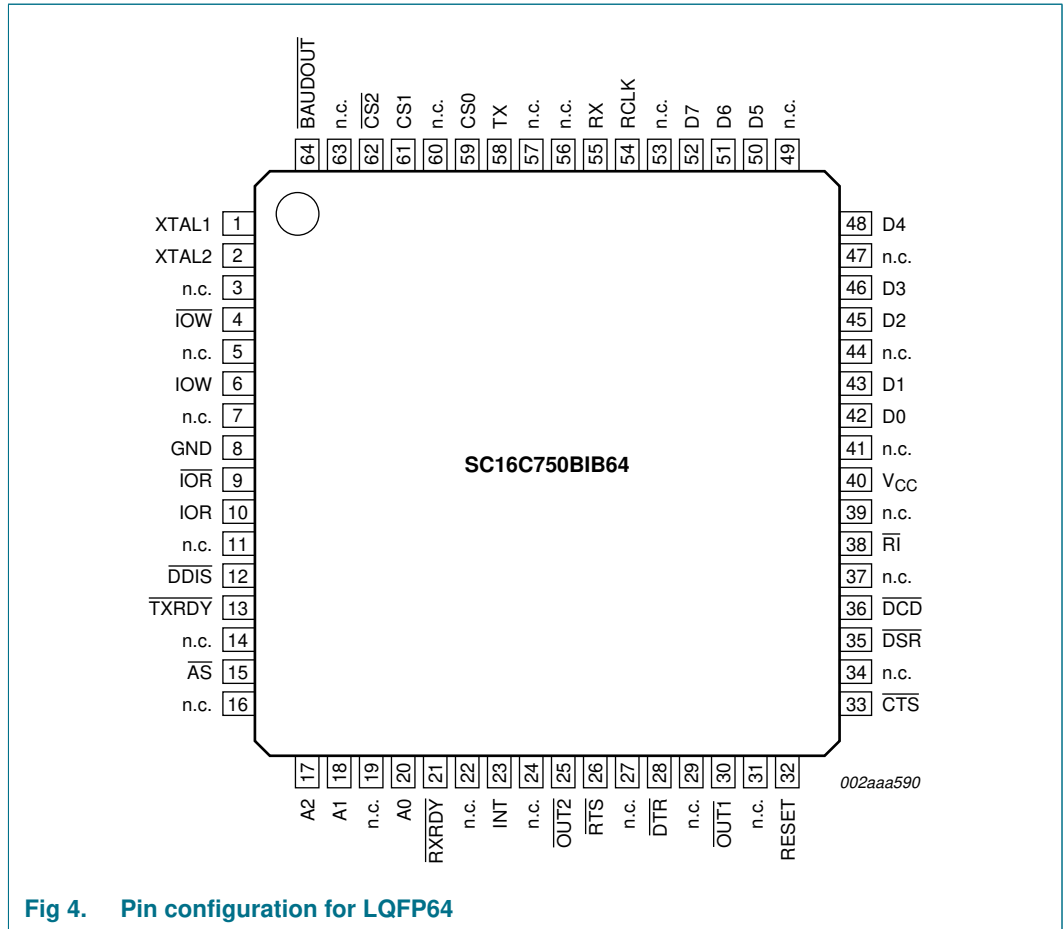 BAUDOUT
n.c.
CS2
CS1
n.c.
CS0
TX
n.c.
n.c.
RX
RCLK
n.c.
D7
D6
D5
n.c.
64 63 62 61 60 59 58 57 56 55 54 53 52 51 50 49
XTAL1 1
XTAL2 2
n.c. 3
IOW 4
n.c. 5
IOW 6
n.c. 7
GND 8
IOR 9
IOR 10
n.c. 11
DDIS 12
TXRDY 13
n.c. 14
AS 15
n.c. 16
SC16C750BIB64
48 D4
47 n.c.
46 D3
45 D2
44 n.c.
43 D1
42 D0
41 n.c.
40 VCC
39 n.c.
38 RI
37 n.c.
36 DCD
35 DSR
34 n.c.
33 CTS
17 18 19 20 21 22 23 24 25 26 27 28 29 30 31 32
A2
A1
n.c.
A0
RXRDY
n.c.
INT
n.c.
OUT2
RTS
n.c.
DTR
n.c.
OUT1
n.c.
RESET
002aaa590
Fig 4. Pin configuration for LQFP64